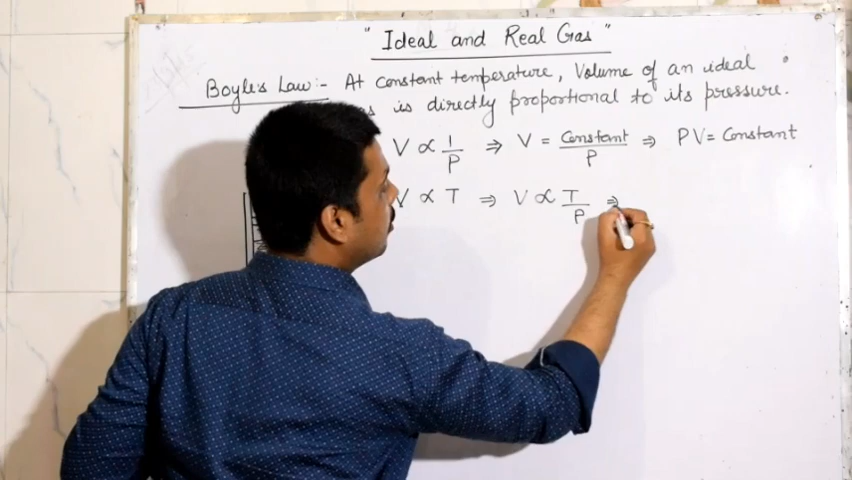 " Ideal and Real Gas "
Boyle's Law :- At constant temperature, Volume of an ideal
is directly proportional to its pressure.
V ∝ 1/P ⇒ V = Constant/P ⇒ PV = Constant
V ∝ T ⇒ V ∝ T/P ⇒